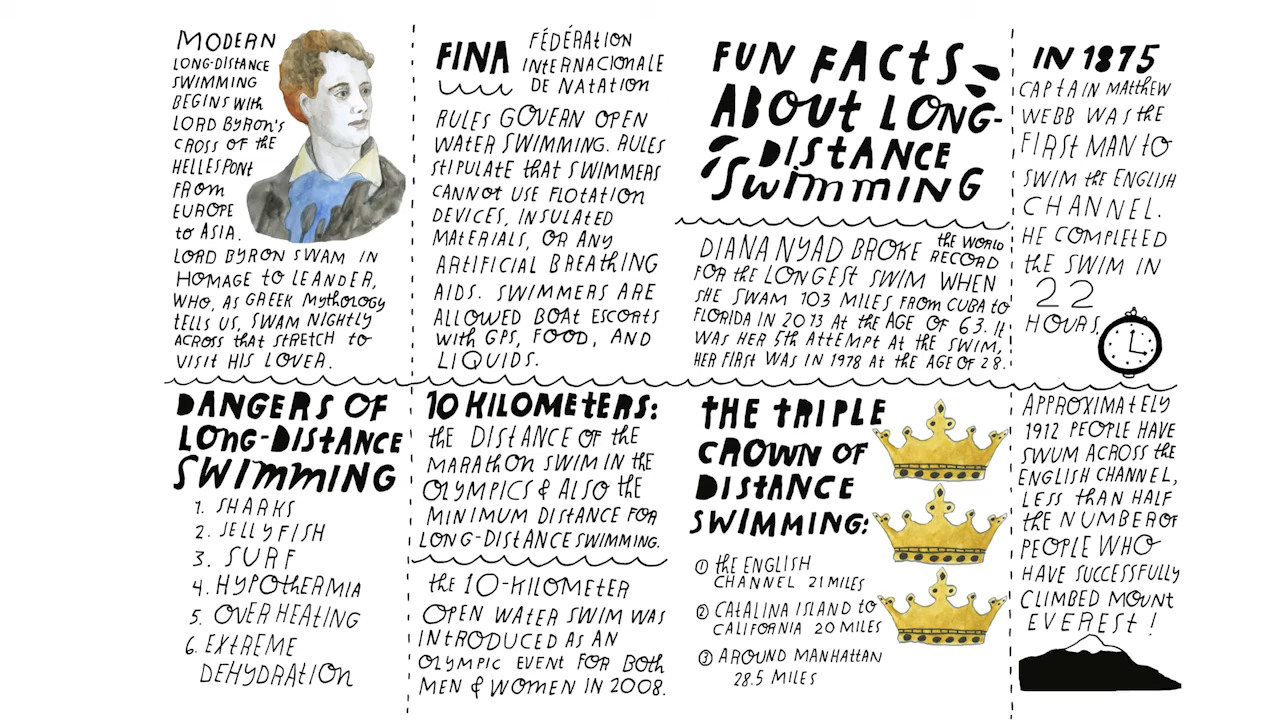 MODERN
LONG-DISTANCE
SWIMMING
BEGINS WITH
LORD BYRON'S
CROSS OF THE
HELLESPONT
FROM
EUROPE
TO ASIA.
LORD BYRON SWAM IN
HOMAGE TO LEANDER,
WHO, AS GREEK MYTHOLOGY
TELLS US, SWAM NIGHTLY
ACROSS THAT STRETCH TO
VISIT HIS LOVER.
FINA
FÉDÉRATION
INTERNACIONALE
DE NATATION
RULES GOVERN OPEN
WATER SWIMMING. RULES
STIPULATE THAT SWIMMERS
CANNOT USE FLOTATION
DEVICES, INSULATED
MATERIALS, OR ANY
ARTIFICIAL BREATHING
AIDS. SWIMMERS ARE
ALLOWED BOAT ESCORTS
WITH GPS, FOOD, AND
LIQUIDS.
FUN FACTS
ABOUT LONG-
DISTANCE
SWIMMING
DIANA NYAD BROKE THE WORLD RECORD
FOR THE LONGEST SWIM WHEN
SHE SWAM 103 MILES FROM CUBA TO
FLORIDA IN 2013 AT THE AGE OF 63. IT
WAS HER 5TH ATTEMPT AT THE SWIM,
HER FIRST WAS IN 1978 AT THE AGE OF 28.
IN 1875
CAPTAIN MATTHEW
WEBB WAS THE
FIRST MAN TO
SWIM THE ENGLISH
CHANNEL.
HE COMPLETED
THE SWIM IN
22
HOURS.
DANGERS OF
LONG-DISTANCE
SWIMMING
1. SHARKS
2. JELLYFISH
3. SURF
4. HYPOTHERMIA
5. OVERHEATING
6. EXTREME
DEHYDRATION
10 KILOMETERS:
THE DISTANCE OF THE
MARATHON SWIM IN THE
OLYMPICS & ALSO THE
MINIMUM DISTANCE FOR
LONG-DISTANCE SWIMMING.
THE 10-KILOMETER
OPEN WATER SWIM WAS
INTRODUCED AS AN
OLYMPIC EVENT FOR BOTH
MEN & WOMEN IN 2008.
THE TRIPLE
CROWN OF
DISTANCE
SWIMMING:
① THE ENGLISH
CHANNEL 21 MILES
② CATALINA ISLAND TO
CALIFORNIA 20 MILES
③ AROUND MANHATTAN
28.5 MILES
APPROXIMATELY
1912 PEOPLE HAVE
SWUM ACROSS THE
ENGLISH CHANNEL,
LESS THAN HALF
THE NUMBER OF
PEOPLE WHO
HAVE SUCCESSFULLY
CLIMBED MOUNT
EVEREST!